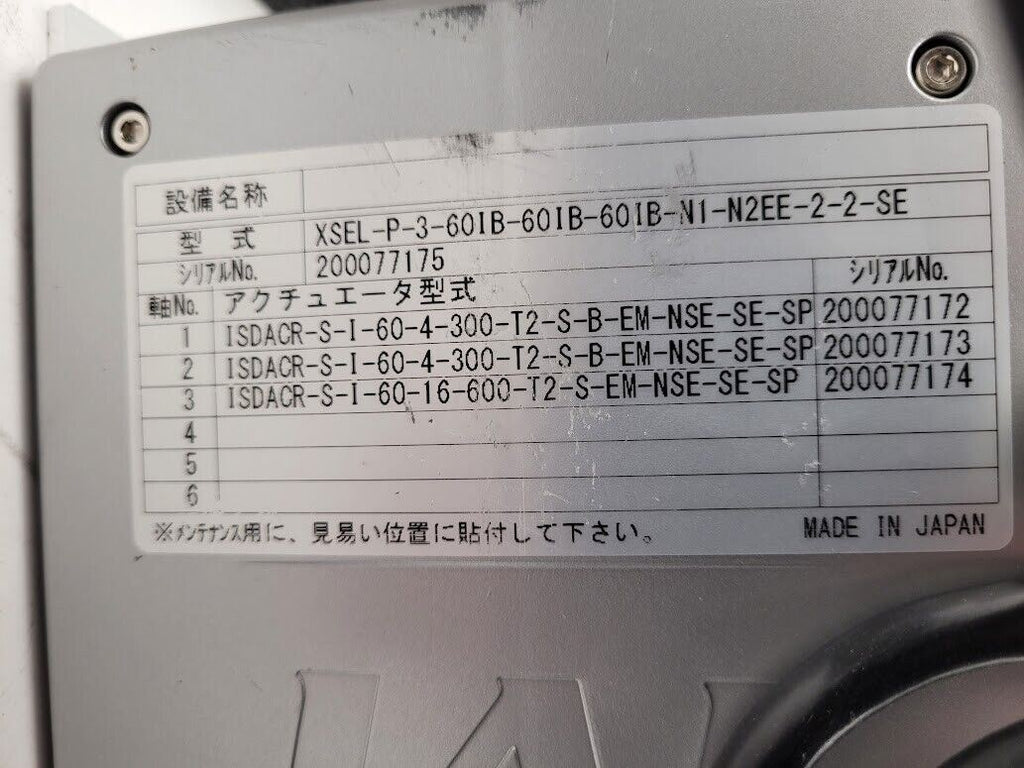 設備名称
型 式 XSEL-P-3-60IB-60IB-60IB-N1-N2EE-2-2-SE
シリアルNo. 200077175
軸No. アクチュエータ型式 シリアルNo.
1 ISDACR-S-I-60-4-300-T2-S-B-EM-NSE-SE-SP 200077172
2 ISDACR-S-I-60-4-300-T2-S-B-EM-NSE-SE-SP 200077173
3 ISDACR-S-I-60-16-600-T2-S-EM-NSE-SE-SP 200077174
4
5
6
※メンテナンス用に、見易い位置に貼付して下さい。 MADE IN JAPAN